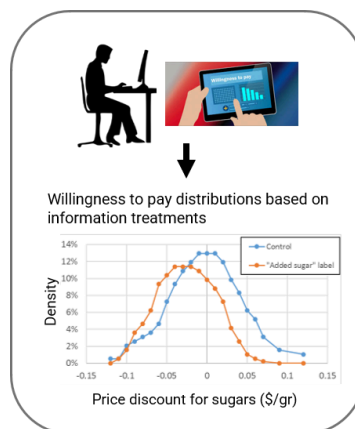 Willingness to pay
Willingness to pay distributions based on
information treatments
Control
"Added sugar" label
14%
12%
10%
8%
6%
4%
2%
0%
Density
-0.15
-0.1
-0.05
0
0.05
0.1
0.15
Price discount for sugars ($/gr)